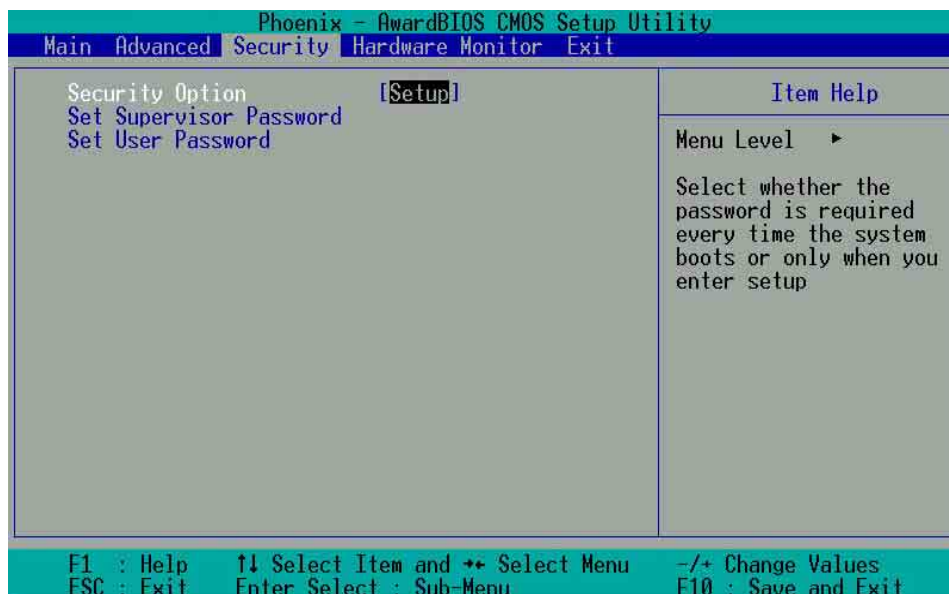 Phoenix - AwardBIOS CMOS Setup Utility
Main Advanced Security Hardware Monitor Exit
Security Option [Setup]
Set Supervisor Password
Set User Password
Item Help
Menu Level ►
Select whether the
password is required
every time the system
boots or only when you
enter setup
F1 : Help ↑↓ Select Item and →← Select Menu -/+ Change Values
ESC : Exit Enter Select : Sub-Menu F10 : Save and Exit